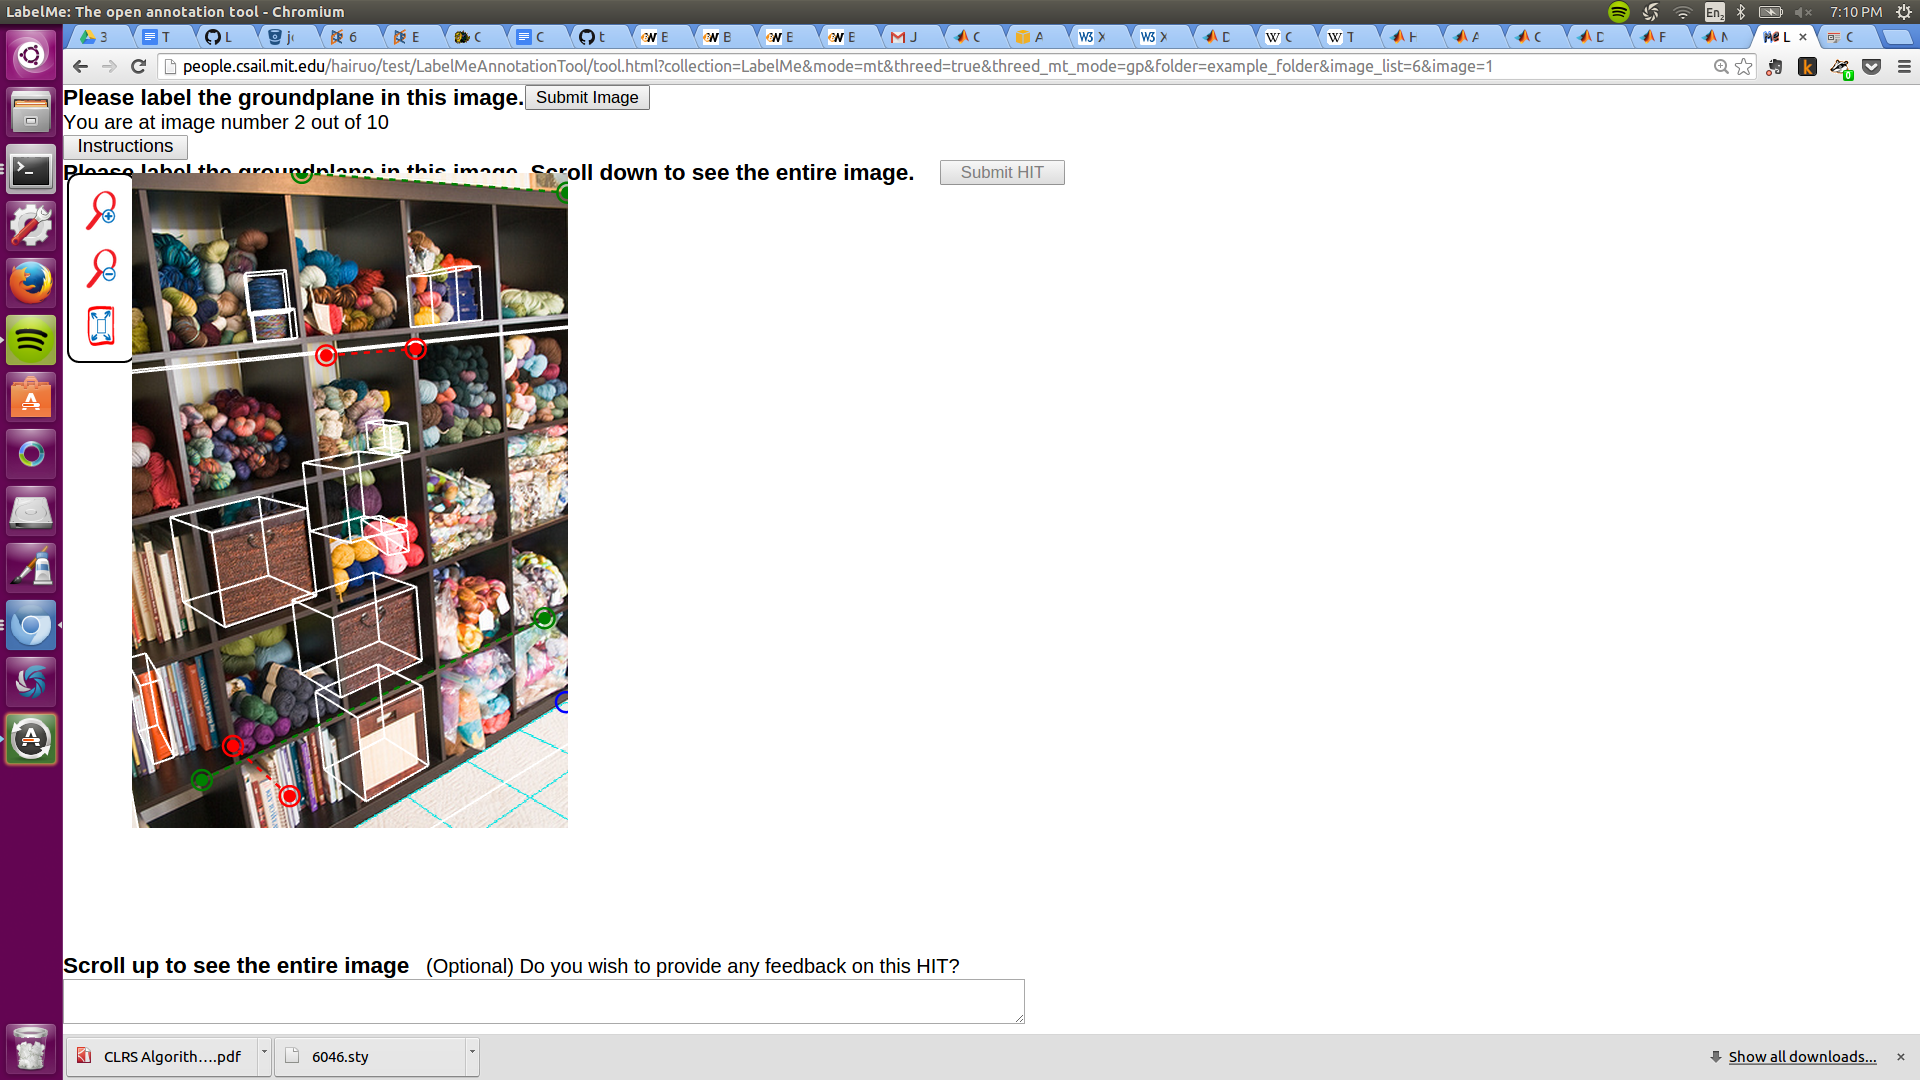 LabelMe: The open annotation tool - Chromium
En2
7:10 PM
3 T L 6 E C C t E B E E J C A X X D C T H A C D F L C
people.csail.mit.edu/hairuo/test/LabelMeAnnotationTool/tool.html?collection=LabelMe&mode=mt&threed=true&threed_mt_mode=gp&folder=example_folder&image_list=6&image=1
Please label the groundplane in this image. Submit Image
You are at image number 2 out of 10
Instructions
Please label the groundplane in this image. Scroll down to see the entire image. Submit HIT
Scroll up to see the entire image (Optional) Do you wish to provide any feedback on this HIT?
CLRS Algorith....pdf 6046.sty Show all downloads...